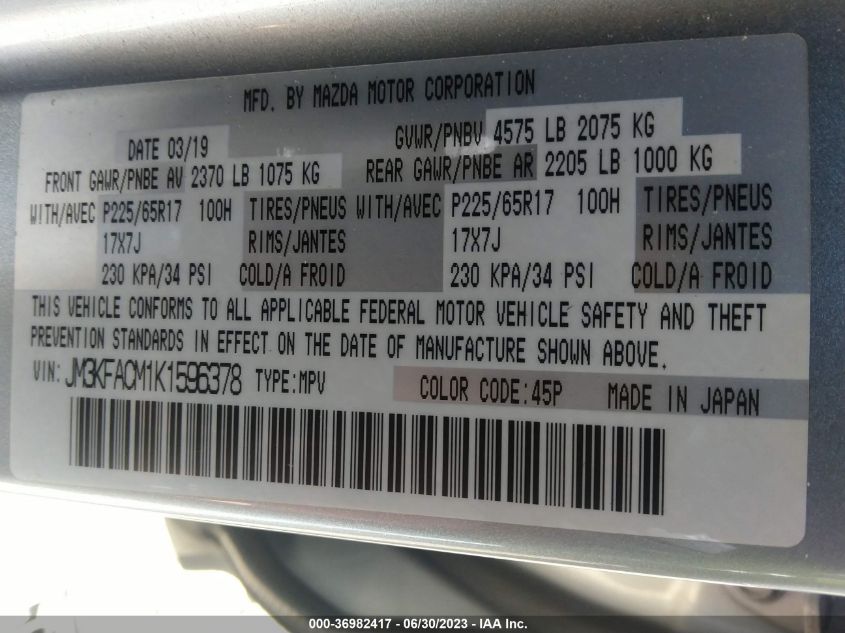 MFD. BY MAZDA MOTOR CORPORATION
DATE 03/19 GVWR/PNBV 4575 LB 2075 KG
FRONT GAWR/PNBE AV 2370 LB 1075 KG REAR GAWR/PNBE AR 2205 LB 1000 KG
WITH/AVEC P225/65R17 100H TIRES/PNEUS WITH/AVEC P225/65R17 100H TIRES/PNEUS
17X7J RIMS/JANTES 17X7J RIMS/JANTES
230 KPA/34 PSI COLD/A FROID 230 KPA/34 PSI COLD/A FROID
THIS VEHICLE CONFORMS TO ALL APPLICABLE FEDERAL MOTOR VEHICLE SAFETY AND THEFT
PREVENTION STANDARDS IN EFFECT ON THE DATE OF MANUFACTURE SHOWN ABOVE.
VIN: JM3KFACM1K1596378 TYPE:MPV COLOR CODE:45P MADE IN JAPAN
000-36982417 - 06/30/2023 - IAA Inc.